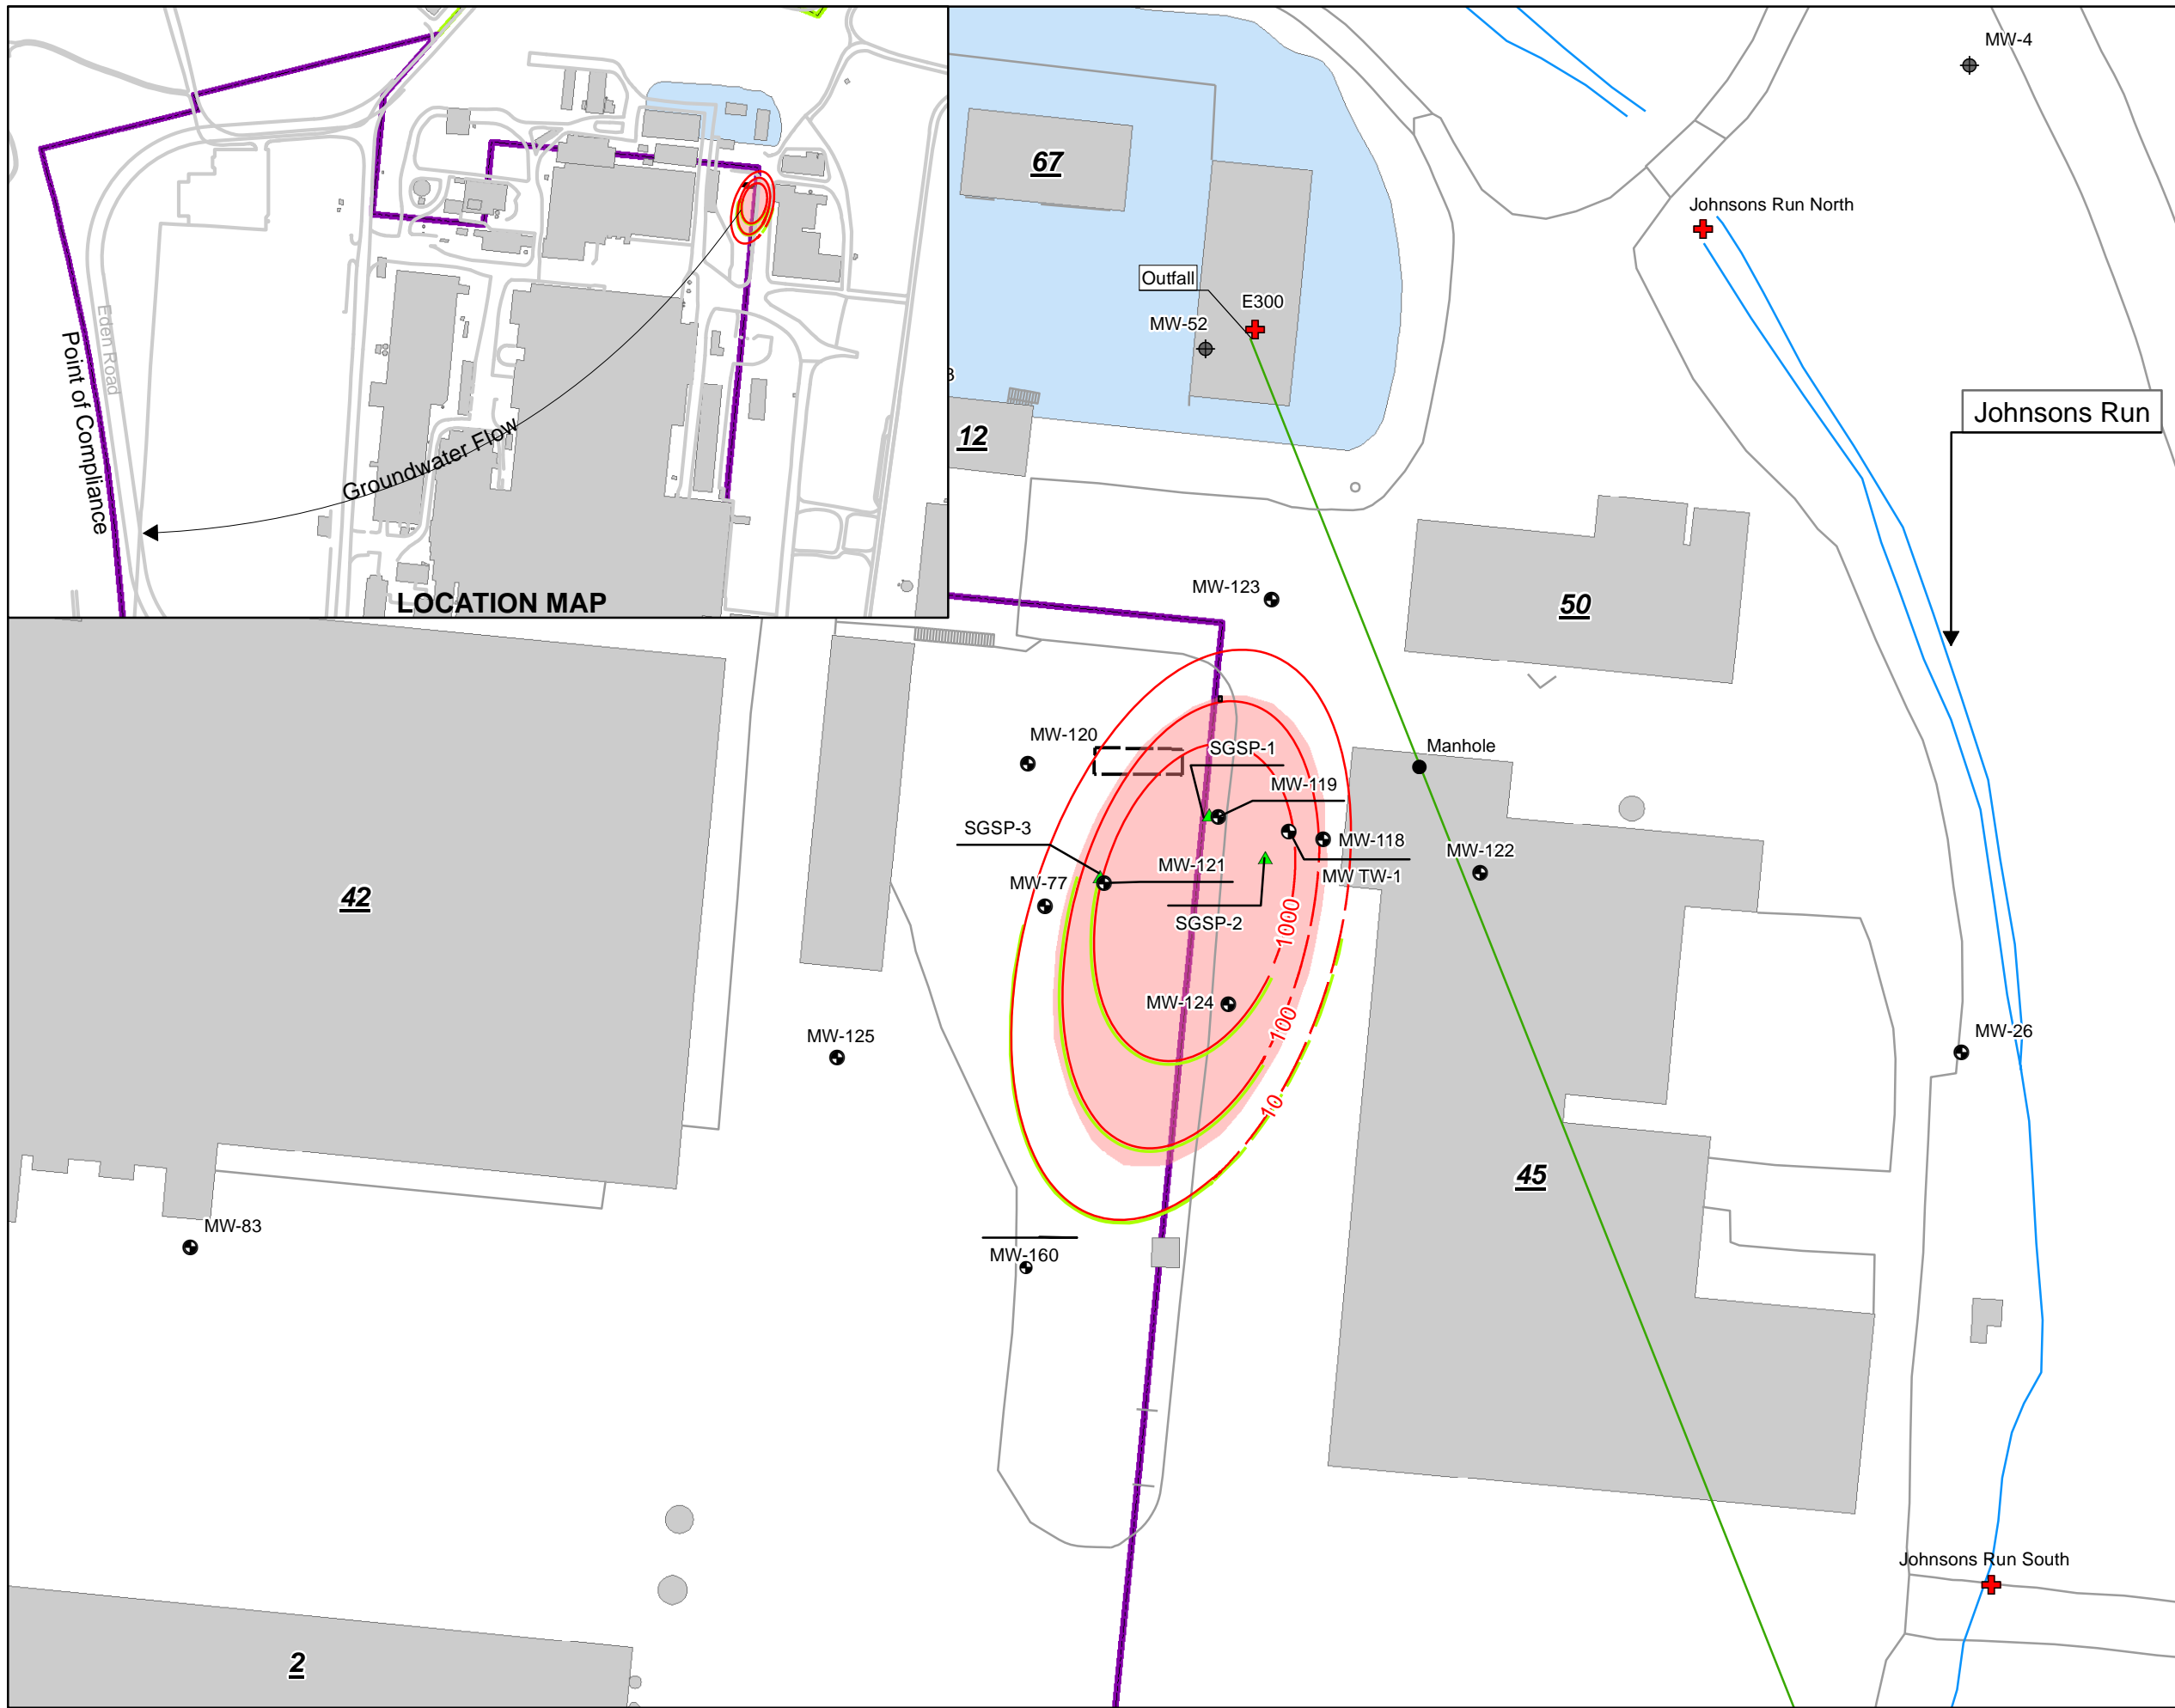 MW-4
67
Johnsons Run North
Outfall
E300
MW-52
Eden Road
Point of Compliance
Johnsons Run
12
Groundwater Flow
LOCATION MAP
MW-123
50
MW-120
SGSP-1
Manhole
MW-119
SGSP-3
MW-118
MW-122
MW-121
MW TW-1
MW-77
42
SGSP-2
1000
MW-124
100
MW-125
MW-26
10
45
MW-83
MW-160
Johnsons Run South
2